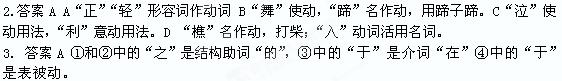 2.答案 A A“正”“轻”形容词作动词 B“舞”使动，“蹄”名作动，用蹄子蹄。C“泣”使
动用法，“利”意动用法。D “樵”名作动，打柴；“入”动词活用名词。
3. 答案 A ①和②中的“之”是结构助词“的”，③中的“于”是介词“在”④中的“于”
是表被动。